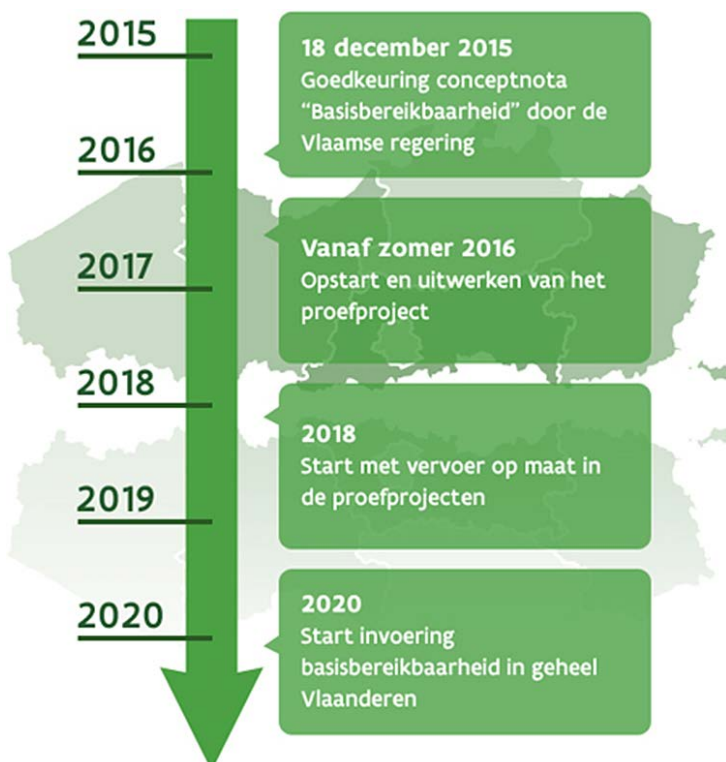 2015
18 december 2015
Goedkeuring conceptnota
“Basisbereikbaarheid” door de
Vlaamse regering
2016
Vanaf zomer 2016
Opstart en uitwerken van het
proefproject
2017
2018
2018
Start met vervoer op maat in
de proefprojecten
2019
2020
2020
Start invoering
basisbereikbaarheid in geheel
Vlaanderen